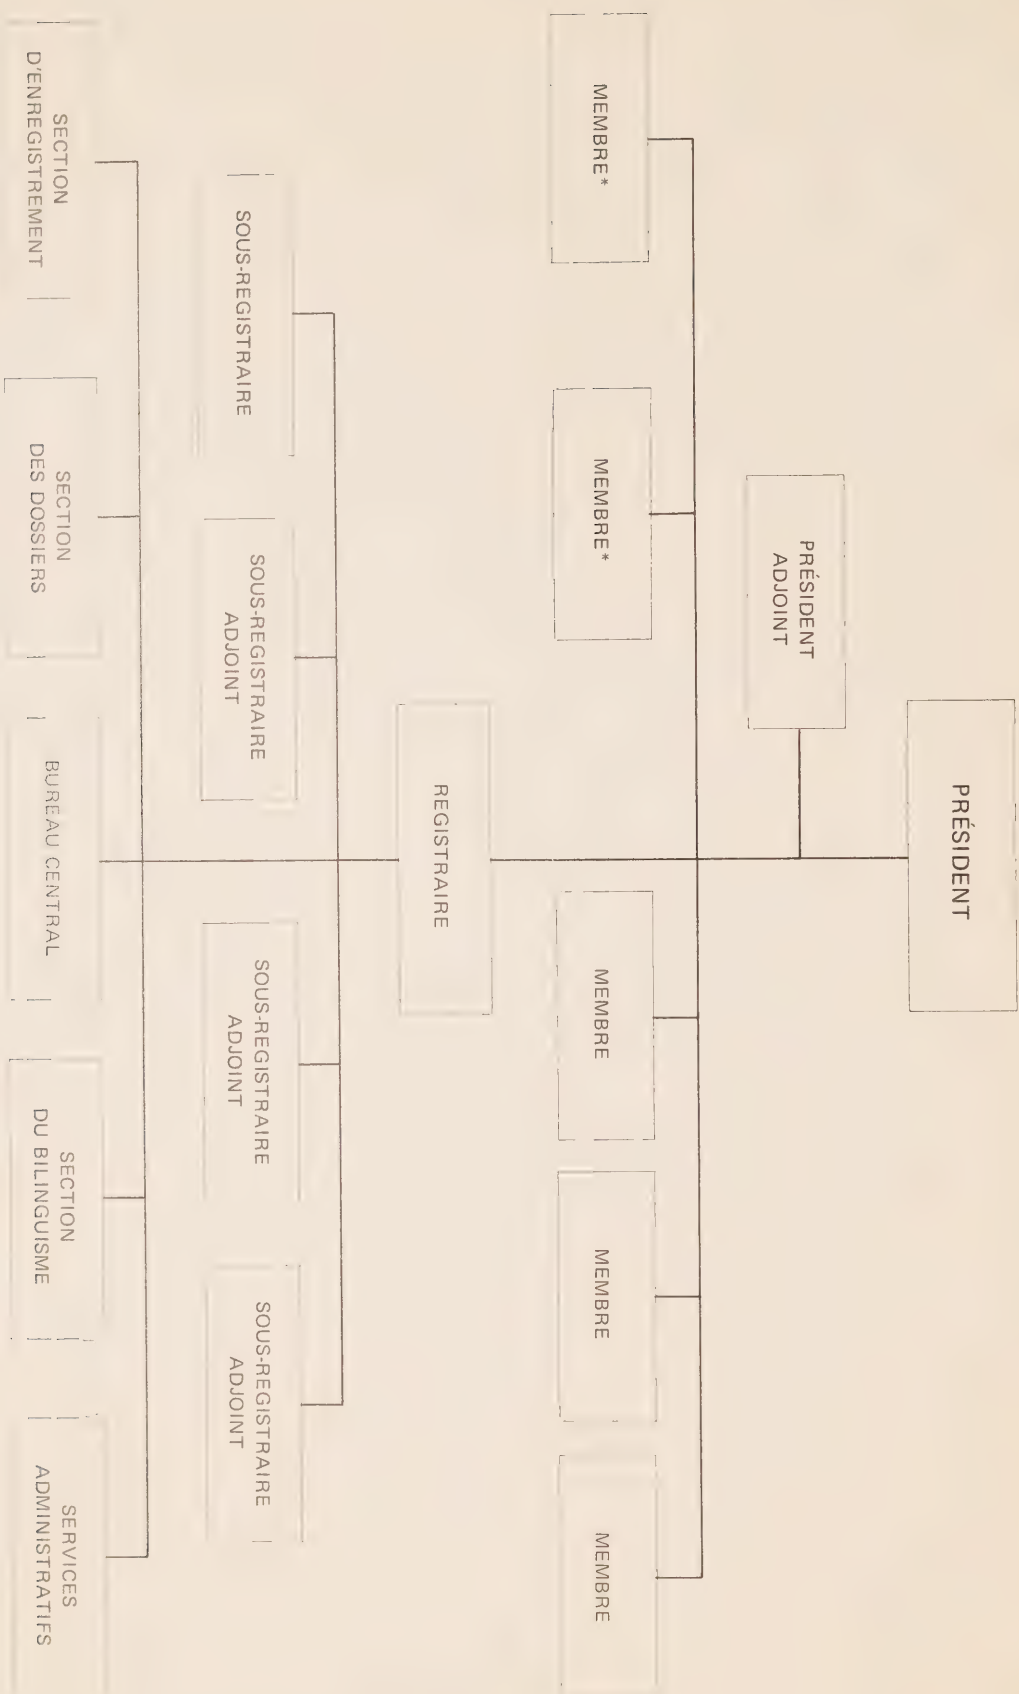 PRÉSIDENT
PRÉSIDENT
ADJOINT
MEMBRE*
MEMBRE*
MEMBRE
MEMBRE
MEMBRE
REGISTRAIRE
SOUS-REGISTRAIRE
SOUS-REGISTRAIRE
ADJOINT
SOUS-REGISTRAIRE
ADJOINT
SOUS-REGISTRAIRE
ADJOINT
SECTION
D'ENREGISTREMENT
SECTION
DES DOSSIERS
BUREAU CENTRAL
SECTION
DU BILINGUISME
SERVICES
ADMINISTRATIFS